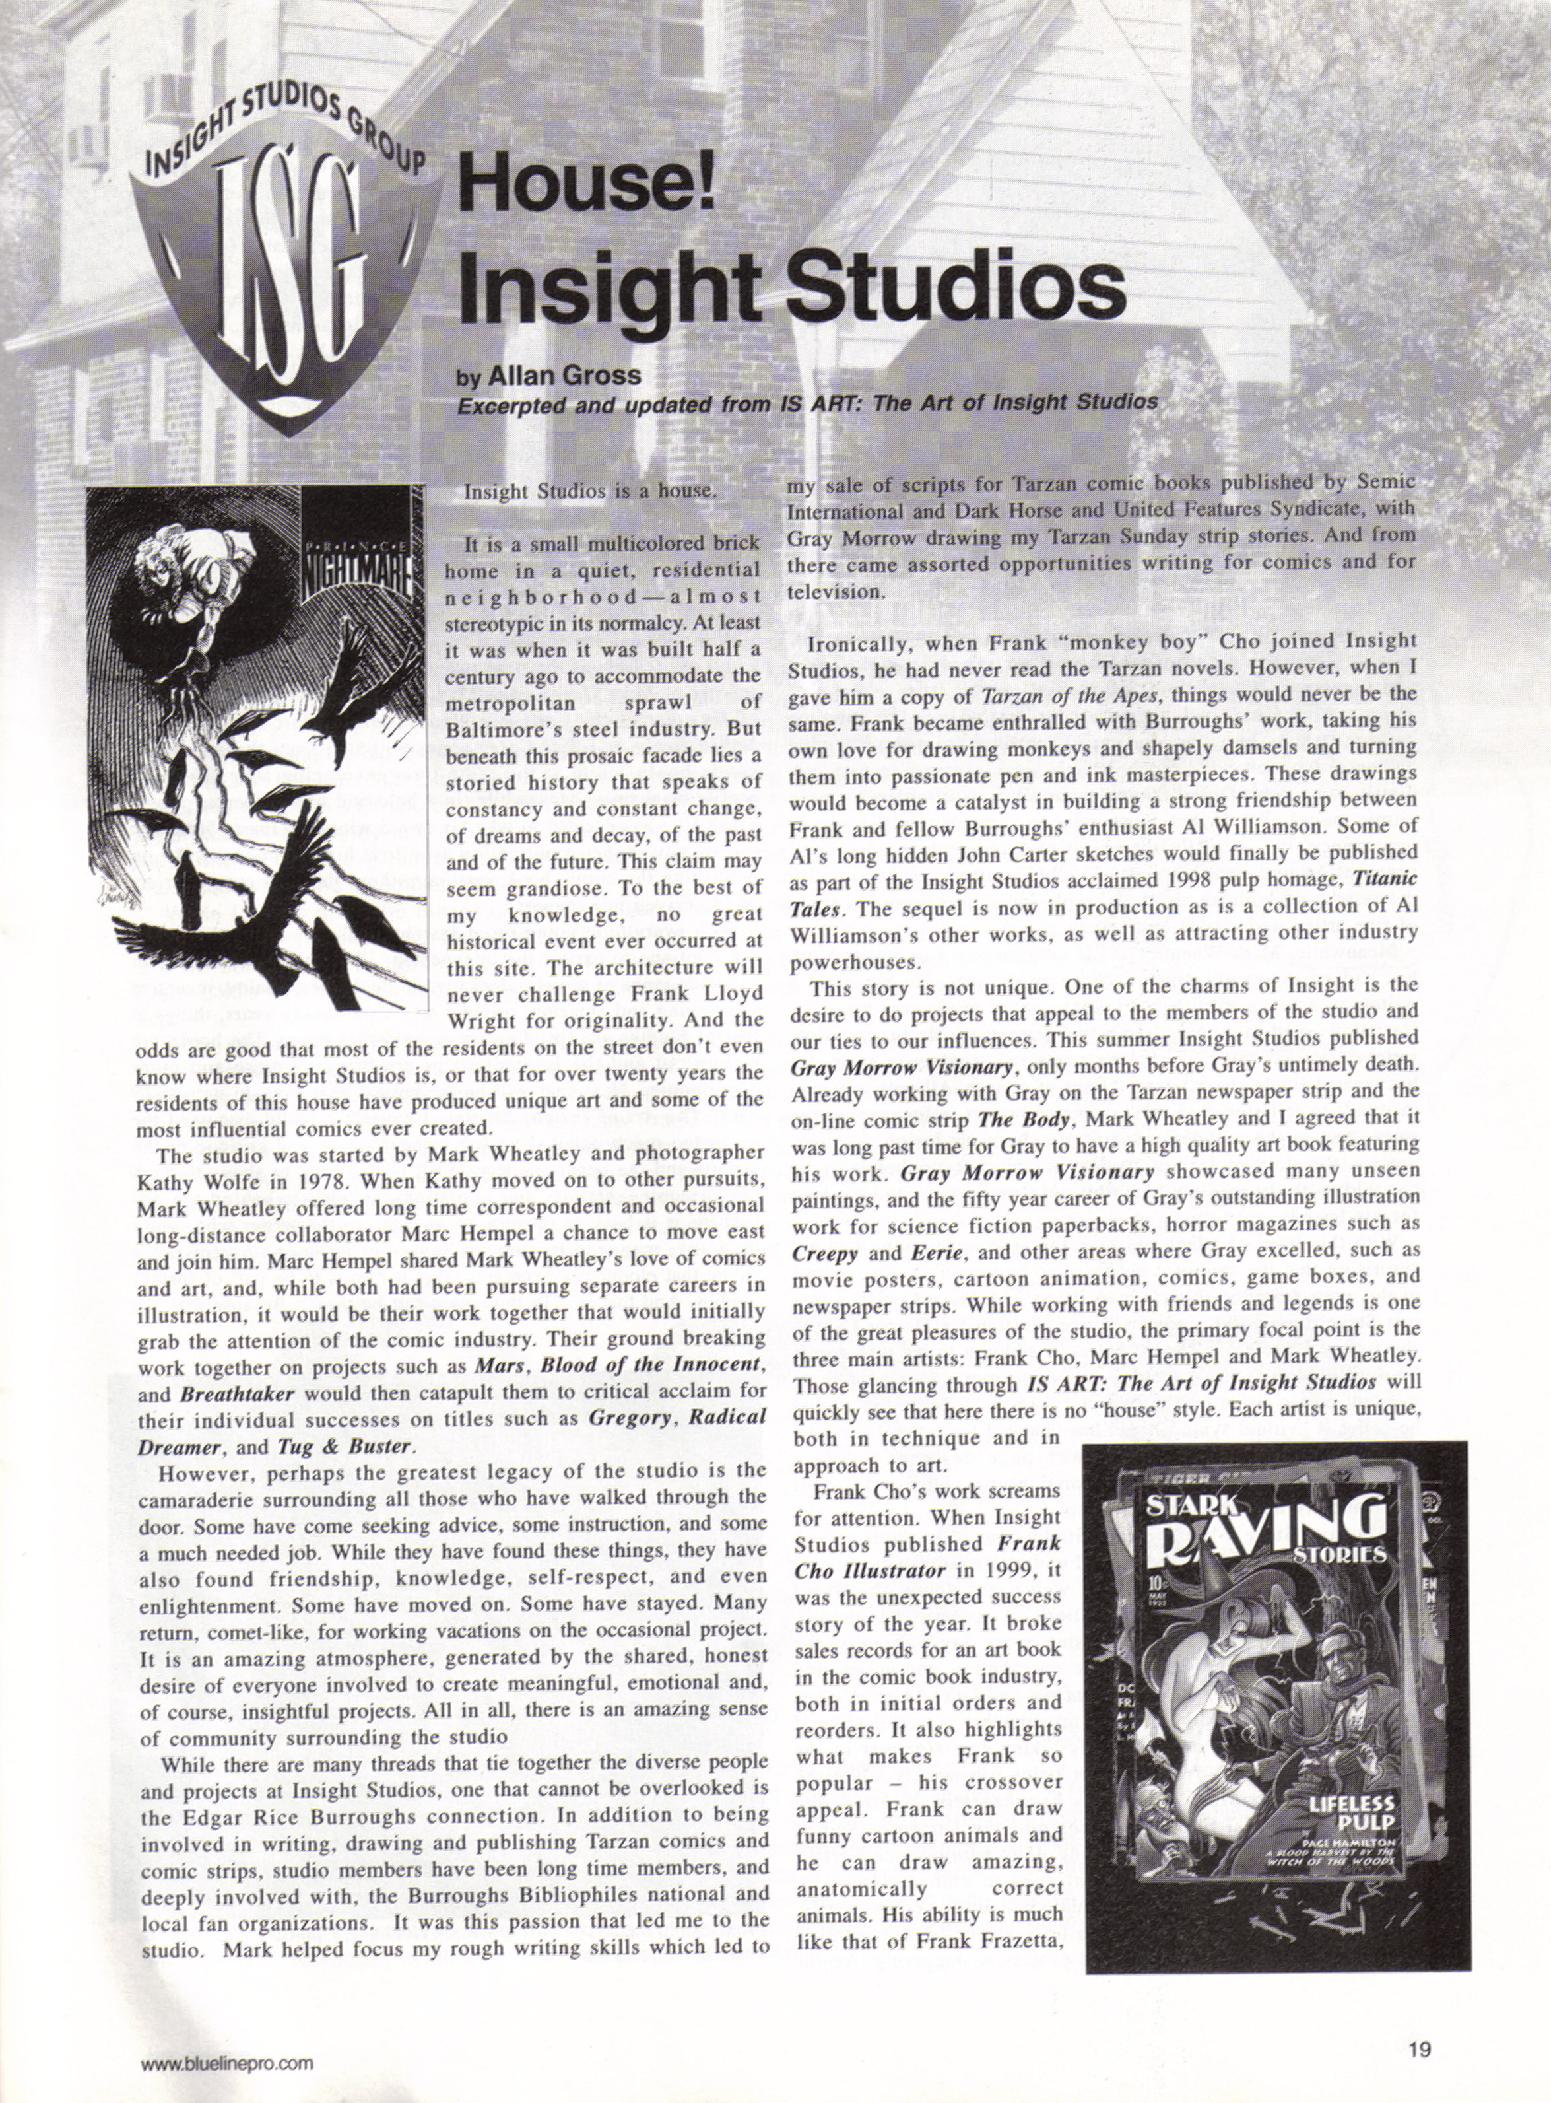 INSIGHT STUDIOS GROUP
ISG
House!
Insight Studios
by Allan Gross
Excerpted and updated from IS ART: The Art of Insight Studios
P•R•I•N•C•E
NIGHTMARE
Insight Studios is a house.
It is a small multicolored brick
home in a quiet, residential
neighborhood—almost
stereotypic in its normalcy. At least
it was when it was built half a
century ago to accommodate the
metropolitan sprawl of
Baltimore's steel industry. But
beneath this prosaic facade lies a
storied history that speaks of
constancy and constant change,
of dreams and decay, of the past
and of the future. This claim may
seem grandiose. To the best of
my knowledge, no great
historical event ever occurred at
this site. The architecture will
never challenge Frank Lloyd
Wright for originality. And the
odds are good that most of the residents on the street don't even
know where Insight Studios is, or that for over twenty years the
residents of this house have produced unique art and some of the
most influential comics ever created.
The studio was started by Mark Wheatley and photographer
Kathy Wolfe in 1978. When Kathy moved on to other pursuits,
Mark Wheatley offered long time correspondent and occasional
long-distance collaborator Marc Hempel a chance to move east
and join him. Marc Hempel shared Mark Wheatley's love of comics
and art, and, while both had been pursuing separate careers in
illustration, it would be their work together that would initially
grab the attention of the comic industry. Their ground breaking
work together on projects such as Mars, Blood of the Innocent,
and Breathtaker would then catapult them to critical acclaim for
their individual successes on titles such as Gregory, Radical
Dreamer, and Tug & Buster.
However, perhaps the greatest legacy of the studio is the
camaraderie surrounding all those who have walked through the
door. Some have come seeking advice, some instruction, and some
a much needed job. While they have found these things, they have
also found friendship, knowledge, self-respect, and even
enlightenment. Some have moved on. Some have stayed. Many
return, comet-like, for working vacations on the occasional project.
It is an amazing atmosphere, generated by the shared, honest
desire of everyone involved to create meaningful, emotional and,
of course, insightful projects. All in all, there is an amazing sense
of community surrounding the studio
While there are many threads that tie together the diverse people
and projects at Insight Studios, one that cannot be overlooked is
the Edgar Rice Burroughs connection. In addition to being
involved in writing, drawing and publishing Tarzan comics and
comic strips, studio members have been long time members, and
deeply involved with, the Burroughs Bibliophiles national and
local fan organizations. It was this passion that led me to the
studio. Mark helped focus my rough writing skills which led to
my sale of scripts for Tarzan comic books published by Semic
International and Dark Horse and United Features Syndicate, with
Gray Morrow drawing my Tarzan Sunday strip stories. And from
there came assorted opportunities writing for comics and for
television.
Ironically, when Frank “monkey boy” Cho joined Insight
Studios, he had never read the Tarzan novels. However, when I
gave him a copy of Tarzan of the Apes, things would never be the
same. Frank became enthralled with Burroughs' work, taking his
own love for drawing monkeys and shapely damsels and turning
them into passionate pen and ink masterpieces. These drawings
would become a catalyst in building a strong friendship between
Frank and fellow Burroughs' enthusiast Al Williamson. Some of
Al's long hidden John Carter sketches would finally be published
as part of the Insight Studios acclaimed 1998 pulp homage, Titanic
Tales. The sequel is now in production as is a collection of Al
Williamson's other works, as well as attracting other industry
powerhouses.
This story is not unique. One of the charms of Insight is the
desire to do projects that appeal to the members of the studio and
our ties to our influences. This summer Insight Studios published
Gray Morrow Visionary, only months before Gray's untimely death.
Already working with Gray on the Tarzan newspaper strip and the
on-line comic strip The Body, Mark Wheatley and I agreed that it
was long past time for Gray to have a high quality art book featuring
his work. Gray Morrow Visionary showcased many unseen
paintings, and the fifty year career of Gray's outstanding illustration
work for science fiction paperbacks, horror magazines such as
Creepy and Eerie, and other areas where Gray excelled, such as
movie posters, cartoon animation, comics, game boxes, and
newspaper strips. While working with friends and legends is one
of the great pleasures of the studio, the primary focal point is the
three main artists: Frank Cho, Marc Hempel and Mark Wheatley.
Those glancing through IS ART: The Art of Insight Studios will
quickly see that here there is no “house” style. Each artist is unique,
both in technique and in
approach to art.
Frank Cho's work screams
for attention. When Insight
Studios published Frank
Cho Illustrator in 1999, it
was the unexpected success
story of the year. It broke
sales records for an art book
in the comic book industry,
both in initial orders and
reorders. It also highlights
what makes Frank so
popular – his crossover
appeal. Frank can draw
funny cartoon animals and
he can draw amazing,
anatomically correct
animals. His ability is much
like that of Frank Frazetta,
STARK
RAVING
STORIES
10¢
MAY
LIFELESS
PULP
PAGE HAMILTON
A BLOOD HARVEST BY THE
WITCH OF THE WOODS
www.bluelinepro.com
19